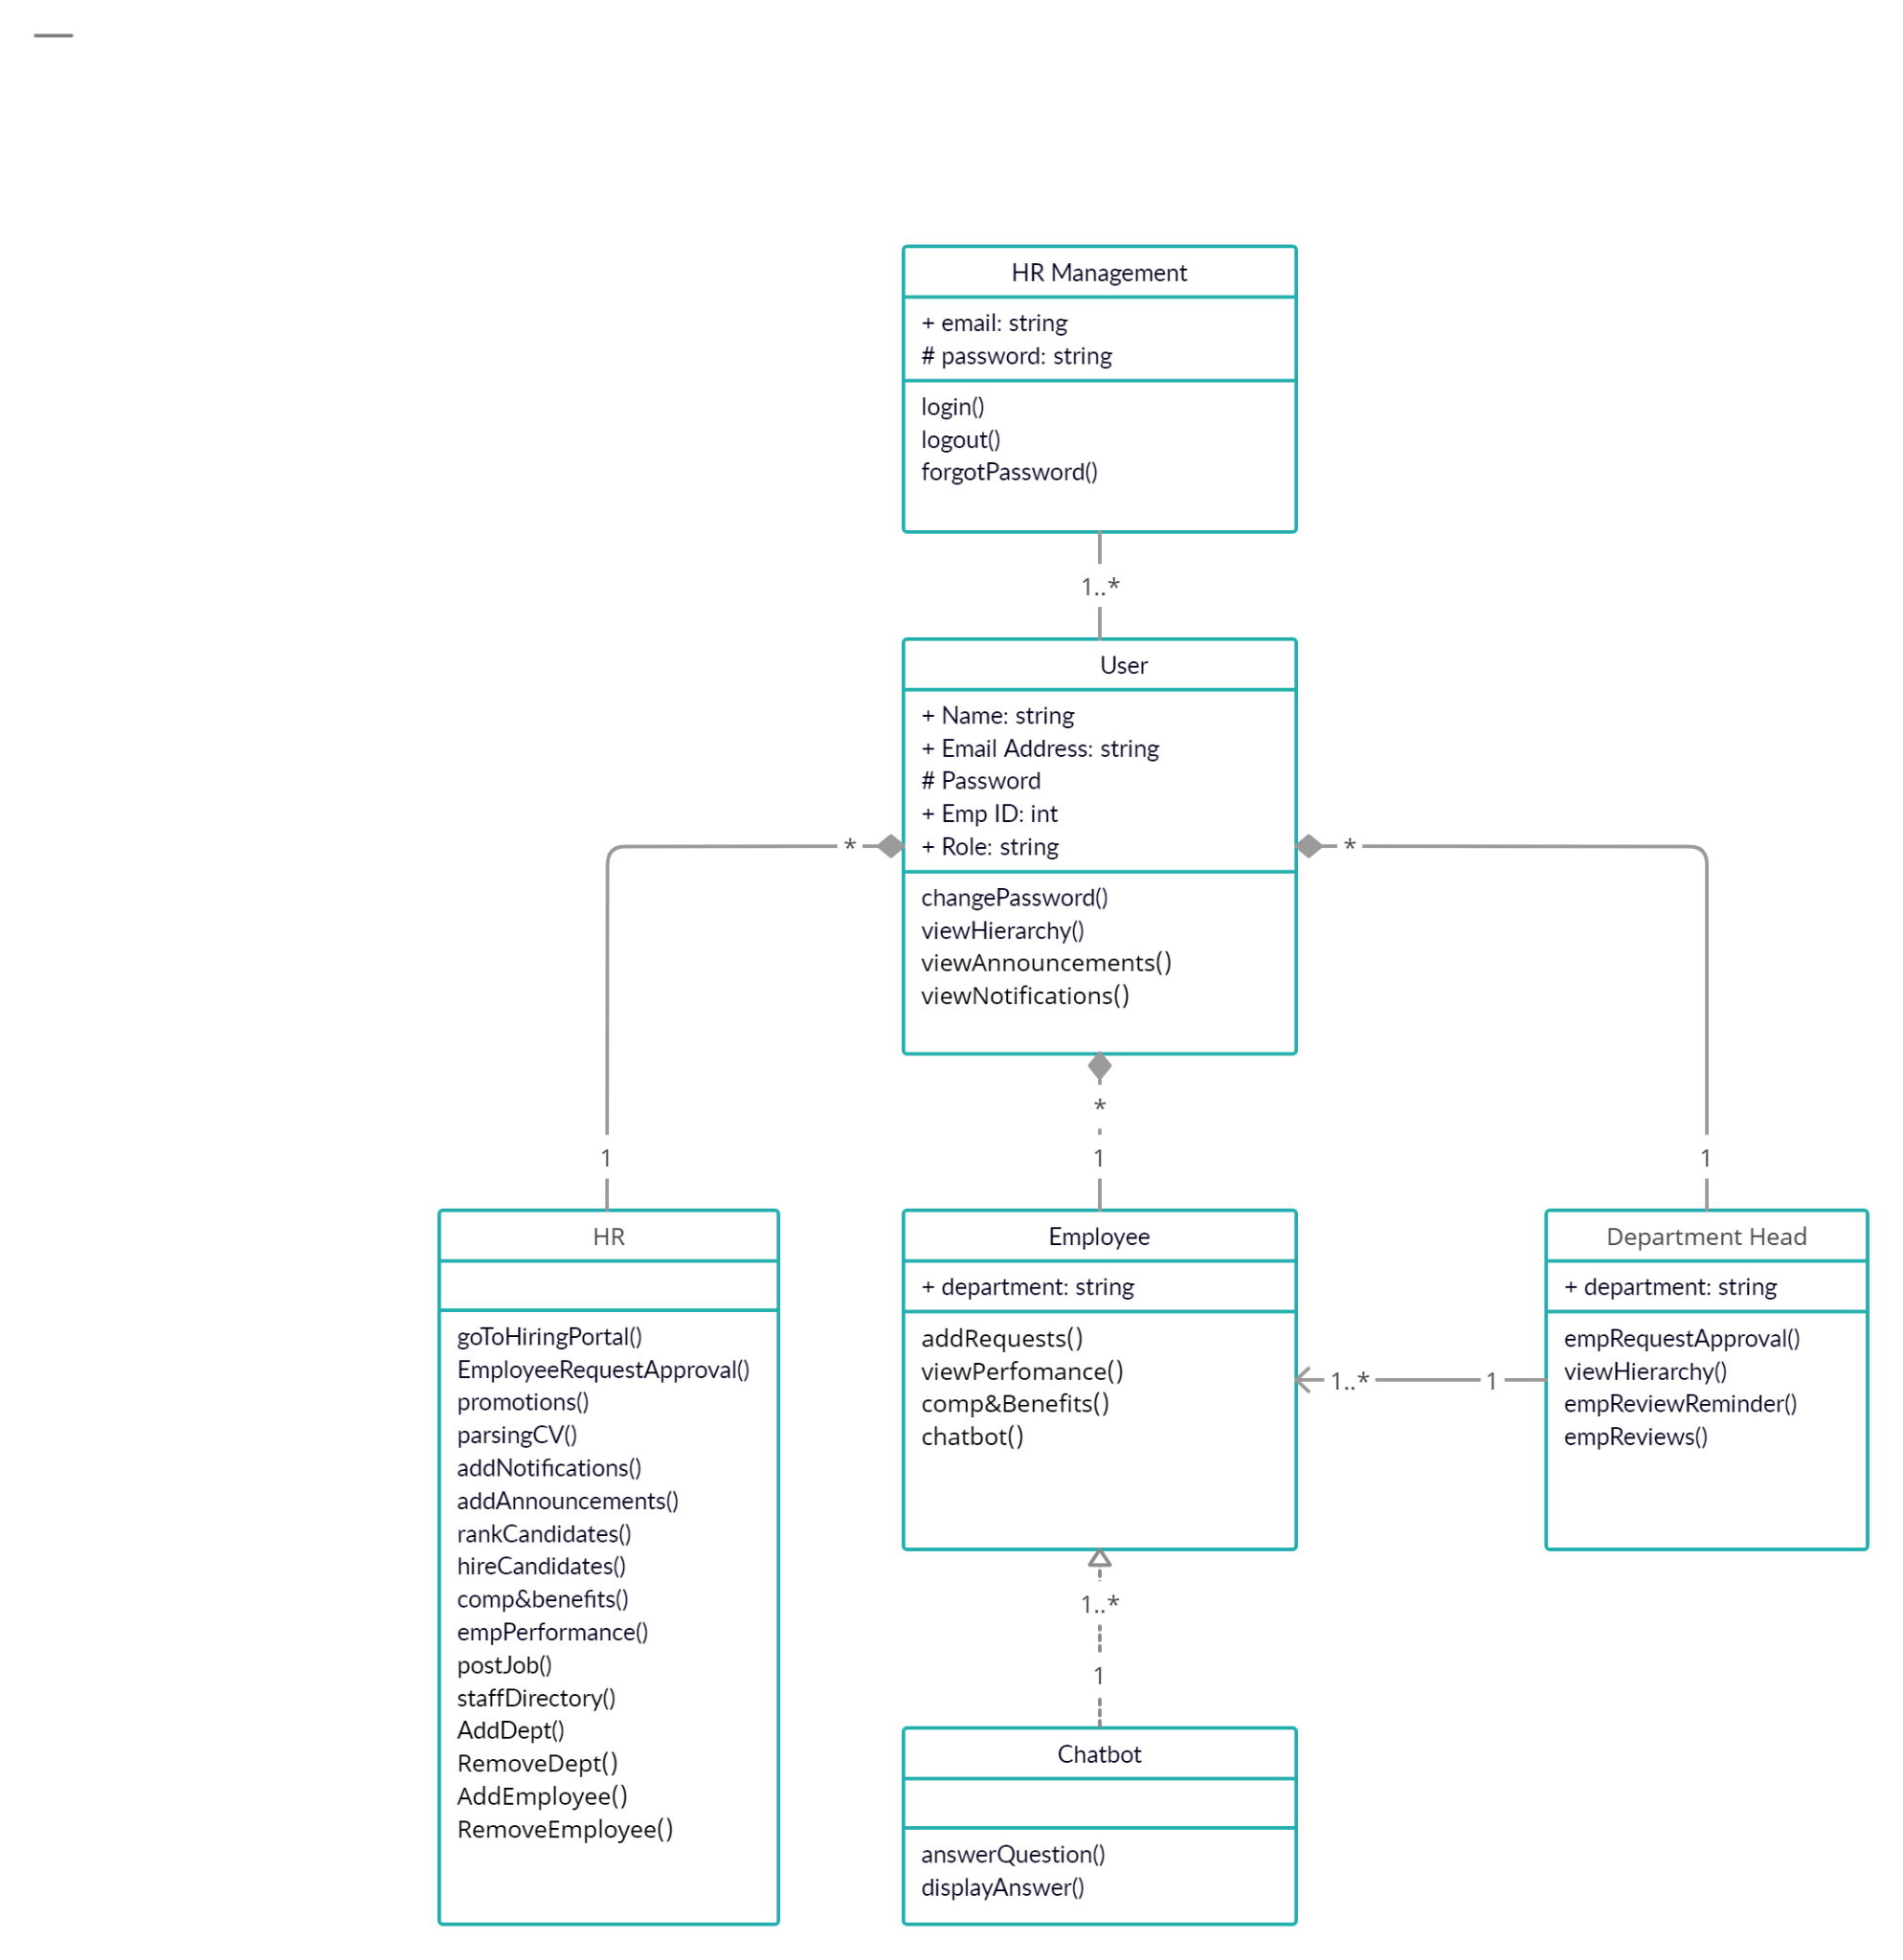 HR Management
+ email: string
# password: string
login()
logout()
forgotPassword()
1..*
User
+ Name: string
+ Email Address: string
# Password
+ Emp ID: int
+ Role: string
changePassword()
viewHierarchy()
viewAnnouncements()
viewNotifications()
*
*
*
1
1
1
HR
goToHiringPortal()
EmployeeRequestApproval()
promotions()
parsingCV()
addNotifications()
addAnnouncements()
rankCandidates()
hireCandidates()
comp&benefits()
empPerformance()
postJob()
staffDirectory()
AddDept()
RemoveDept()
AddEmployee()
RemoveEmployee()
Employee
+ department: string
addRequests()
viewPerfomance()
comp&Benefits()
chatbot()
1..*
1
Department Head
+ department: string
empRequestApproval()
viewHierarchy()
empReviewReminder()
empReviews()
1..*
1
Chatbot
answerQuestion()
displayAnswer()